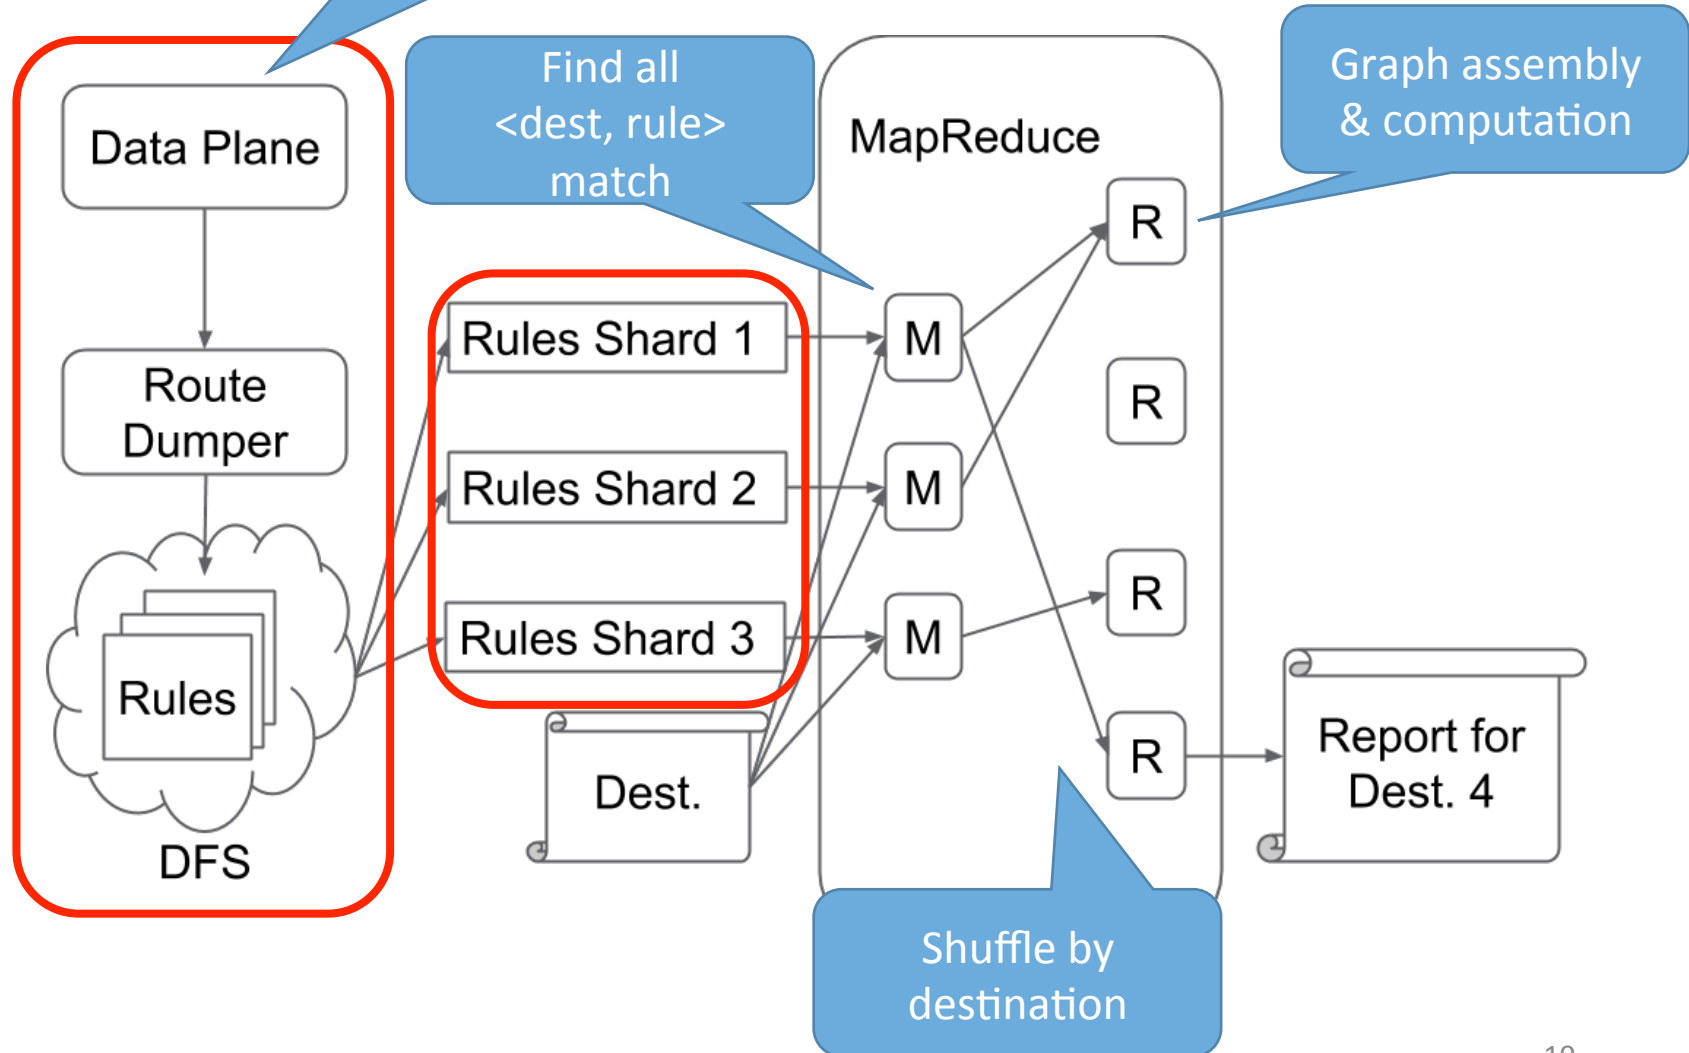 Find all
<dest, rule>
match
Graph assembly
& computation
Data Plane
MapReduce
R
Rules Shard 1
M
Route
Dumper
R
Rules Shard 2
M
R
Rules Shard 3
M
Rules
R
Report for
Dest. 4
Dest.
DFS
Shuffle by
destination